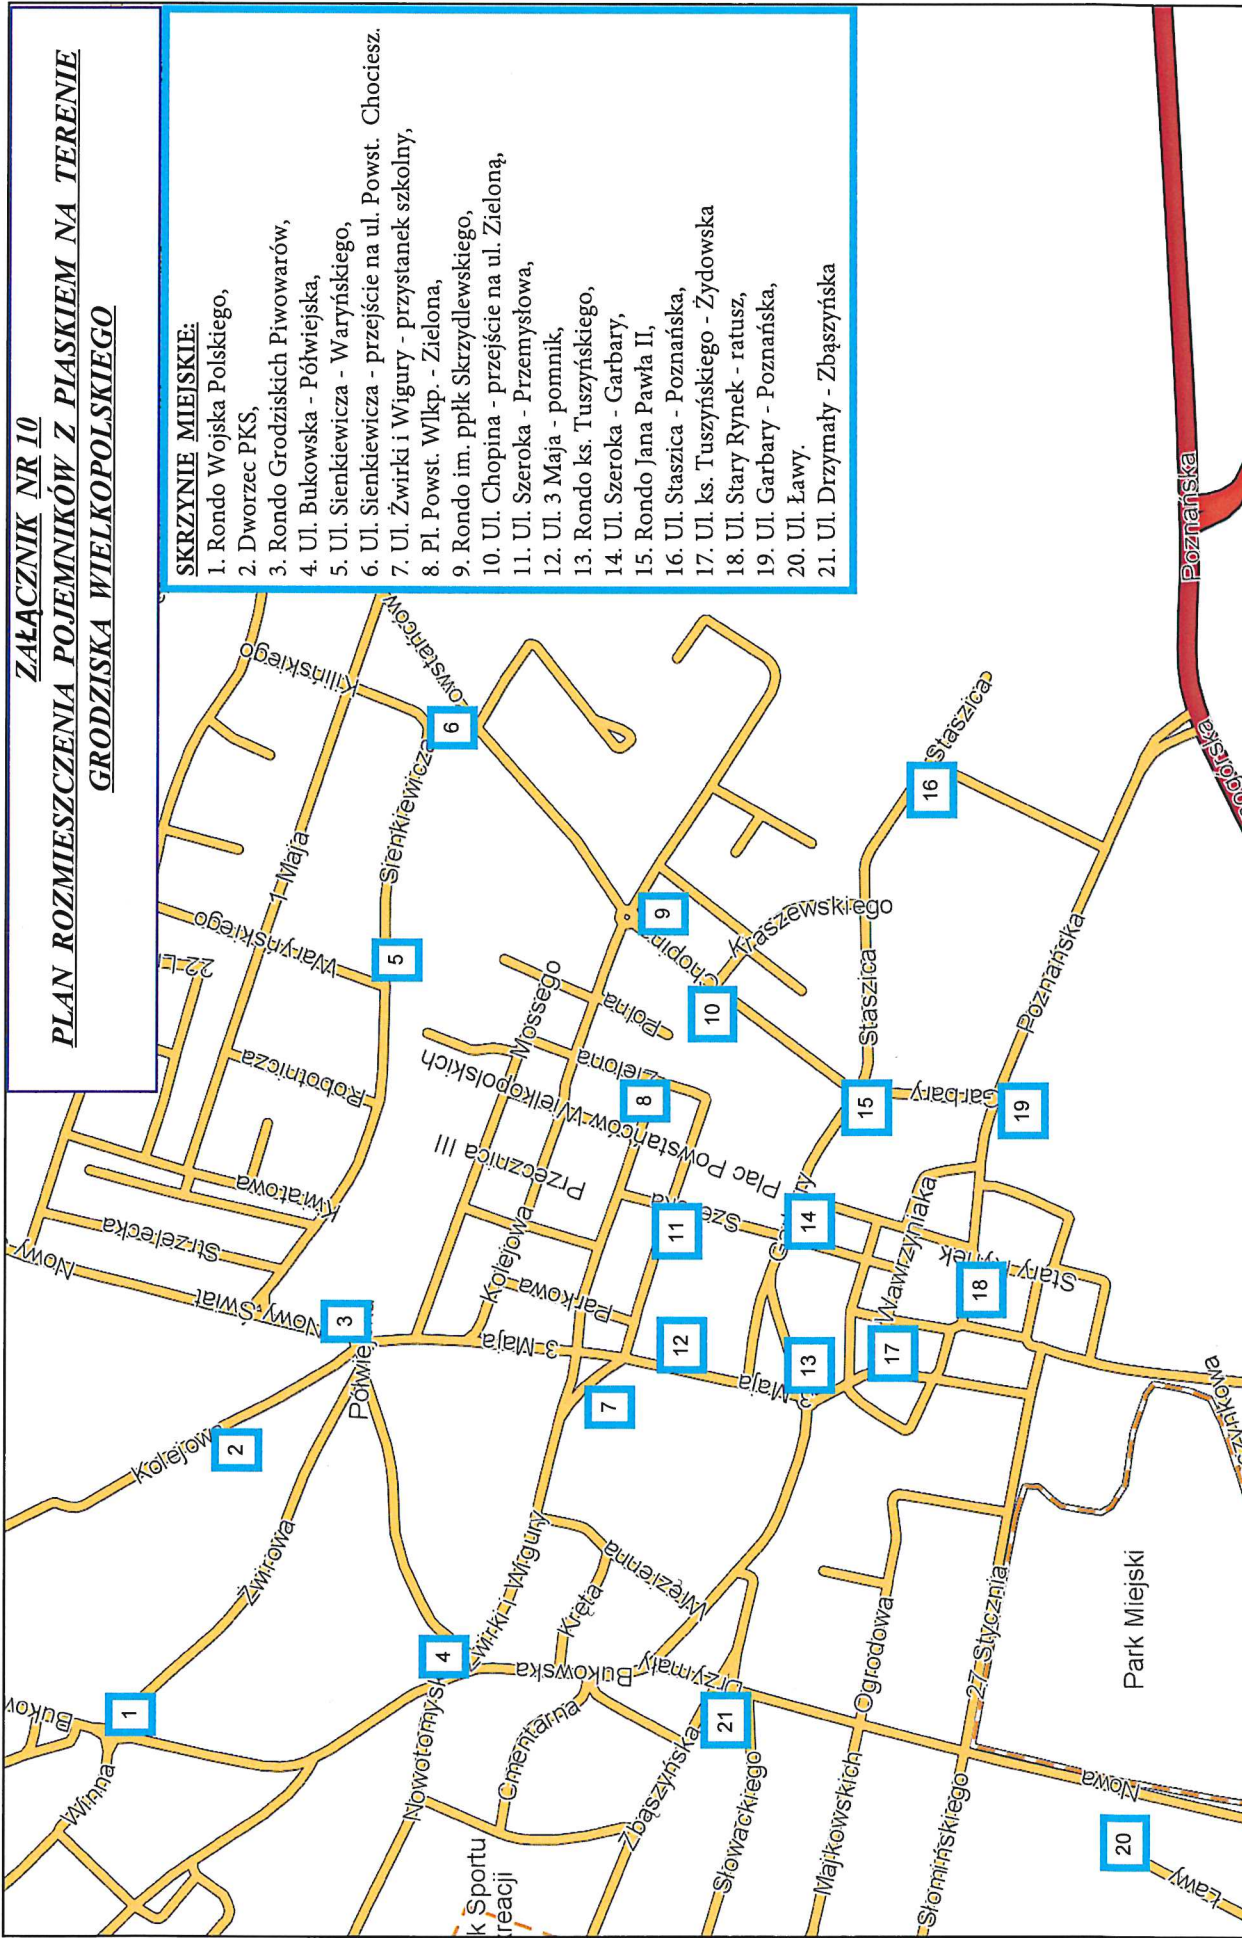 ZAŁĄCZNIK NR 10
PLAN ROZMIESZCZENIA POJEMNIKÓW Z PIASKIEM NA TERENIE
GRODZISKA WIELKOPOLSKIEGO
SKRZYNIE MIEJSKIE:
1. Rondo Wojska Polskiego,
2. Dworzec PKS,
3. Rondo Grodziskich Piwowarów,
4. Ul. Bukowska - Półwiejska,
5. Ul. Sienkiewicza - Waryńskiego,
6. Ul. Sienkiewicza - przejście na ul. Powst. Chociesz.
7. Ul. Żwirki i Wigury - przystanek szkolny,
8. Pl. Powst. Wlkp. - Zielona,
9. Rondo im. ppłk Skrzydlewskiego,
10. Ul. Chopina - przejście na ul. Zieloną,
11. Ul. Szeroka - Przemysłowa,
12. Ul. 3 Maja - pomnik,
13. Rondo ks. Tuszyńskiego,
14. Ul. Szeroka - Garbary,
15. Rondo Jana Pawła II,
16. Ul. Staszica - Poznańska,
17. Ul. ks. Tuszyńskiego - Żydowska
18. Ul. Stary Rynek - ratusz,
19. Ul. Garbary - Poznańska,
20. Ul. Ławy.
21. Ul. Drzymały - Zbąszyńska
Winna
1
Kolejowa
2
Żwirowa
Nowy
Nowy Świat
Strzelecka
Kwiatowa
Robotnicza
22 L
Waryńskiego
1 Maja
Kilińskiego
3
5
Sienkiewicza
6
4
Nowotomysk
Mossego
Przecznica III
Kolejowa
Parkowa
3 Maja
7
Kręta
Więzienna
Bukowska
Cmentarna
Zbąszyńska
21
Słowackiego
Majkowskich
Ogrodowa
Słomińskiego
27 Stycznia
Nowa
20
Ławy
Park Miejski
k Sportu
reacji
Plac Powstańców Wielkopolskich
8
Zielona
Polna
9
10
Kraszewskiego
11
12
Maja
13
14
15
Staszica
16
Staszica
Garbary
19
Poznańska
Wawrzyniaka
17
18
Stary Rynek
Stary
Poznańska